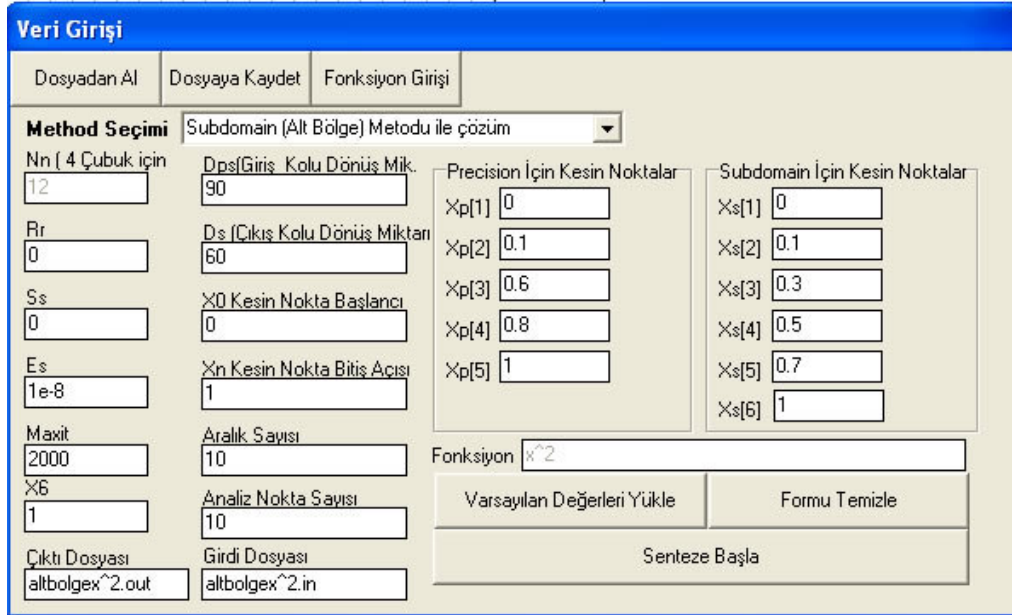 Veri Girişi
Dosyadan Al Dosyaya Kaydet Fonksiyon Girişi
Method Seçimi Subdomain (Alt Bölge) Metodu ile çözüm
Nn ( 4 Çubuk için
12
Rr
0
Ss
0
Es
1e-8
Maxit
2000
X6
1
Çıktı Dosyası
altbolgex^2.out
Dps(Giriş Kolu Dönüş Mik.
90
Ds (Çıkış Kolu Dönüş Miktarı
60
X0 Kesin Nokta Başlancı
0
Xn Kesin Nokta Bitiş Açısı
1
Aralık Sayısı
10
Analiz Nokta Sayısı
10
Girdi Dosyası
altbolgex^2.in
Precision İçin Kesin Noktalar
Xp[1] 0
Xp[2] 0.1
Xp[3] 0.6
Xp[4] 0.8
Xp[5] 1
Subdomain İçin Kesin Noktalar
Xs[1] 0
Xs[2] 0.1
Xs[3] 0.3
Xs[4] 0.5
Xs[5] 0.7
Xs[6] 1
Fonksiyon x^2
Varsayılan Değerleri Yükle Formu Temizle
Senteze Başla